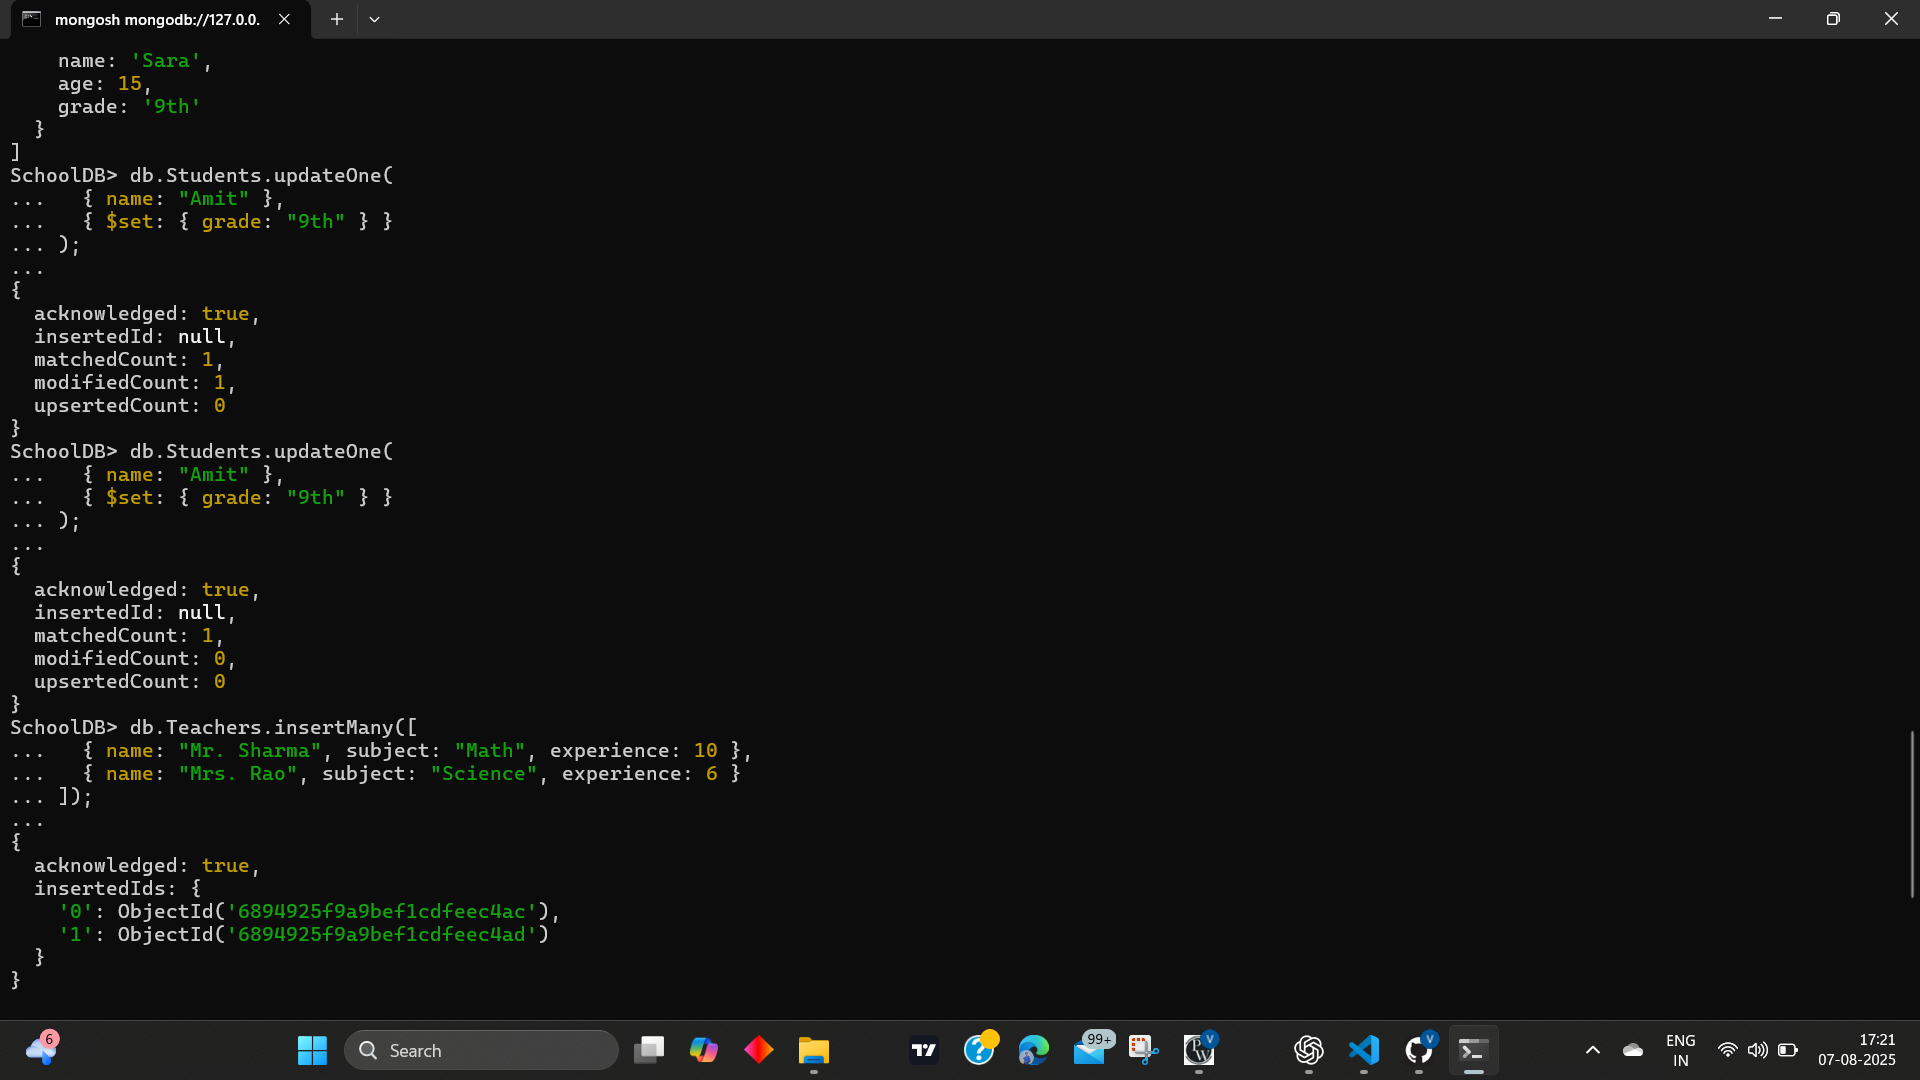 mongosh mongodb://127.0.0.
    name: 'Sara',
    age: 15,
    grade: '9th'
  }
]
SchoolDB> db.Students.updateOne(
...   { name: "Amit" },
...   { $set: { grade: "9th" } }
... );
...
{
  acknowledged: true,
  insertedId: null,
  matchedCount: 1,
  modifiedCount: 1,
  upsertedCount: 0
}
SchoolDB> db.Students.updateOne(
...   { name: "Amit" },
...   { $set: { grade: "9th" } }
... );
...
{
  acknowledged: true,
  insertedId: null,
  matchedCount: 1,
  modifiedCount: 0,
  upsertedCount: 0
}
SchoolDB> db.Teachers.insertMany([
...   { name: "Mr. Sharma", subject: "Math", experience: 10 },
...   { name: "Mrs. Rao", subject: "Science", experience: 6 }
... ]);
...
{
  acknowledged: true,
  insertedIds: {
    '0': ObjectId('6894925f9a9bef1cdfeec4ac'),
    '1': ObjectId('6894925f9a9bef1cdfeec4ad')
  }
}
6
Search
99+
V
PW
V
ENG
IN
17:21
07-08-2025